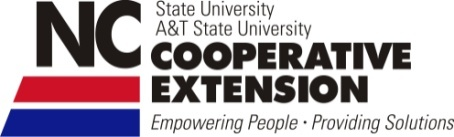 NC State University
A&T State University
COOPERATIVE
EXTENSION
Empowering People · Providing Solutions